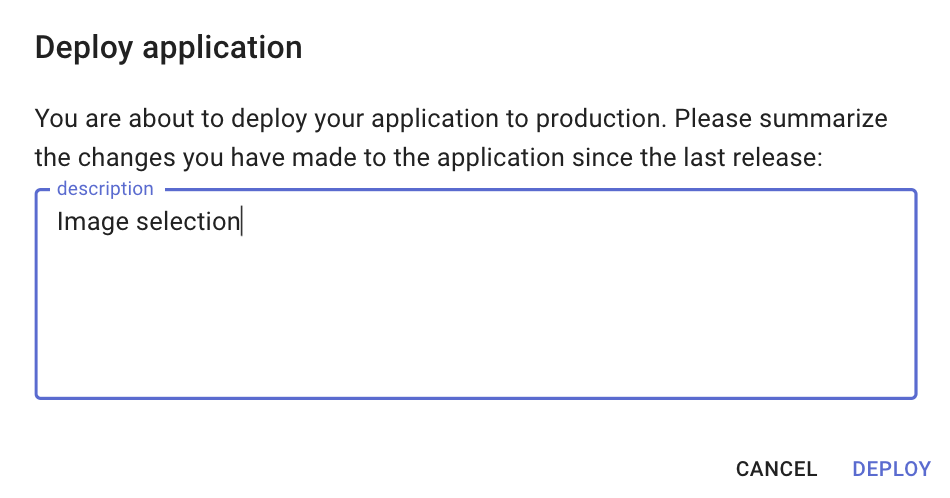 Deploy application
You are about to deploy your application to production. Please summarize
the changes you have made to the application since the last release:
description
Image selection
CANCEL DEPLOY